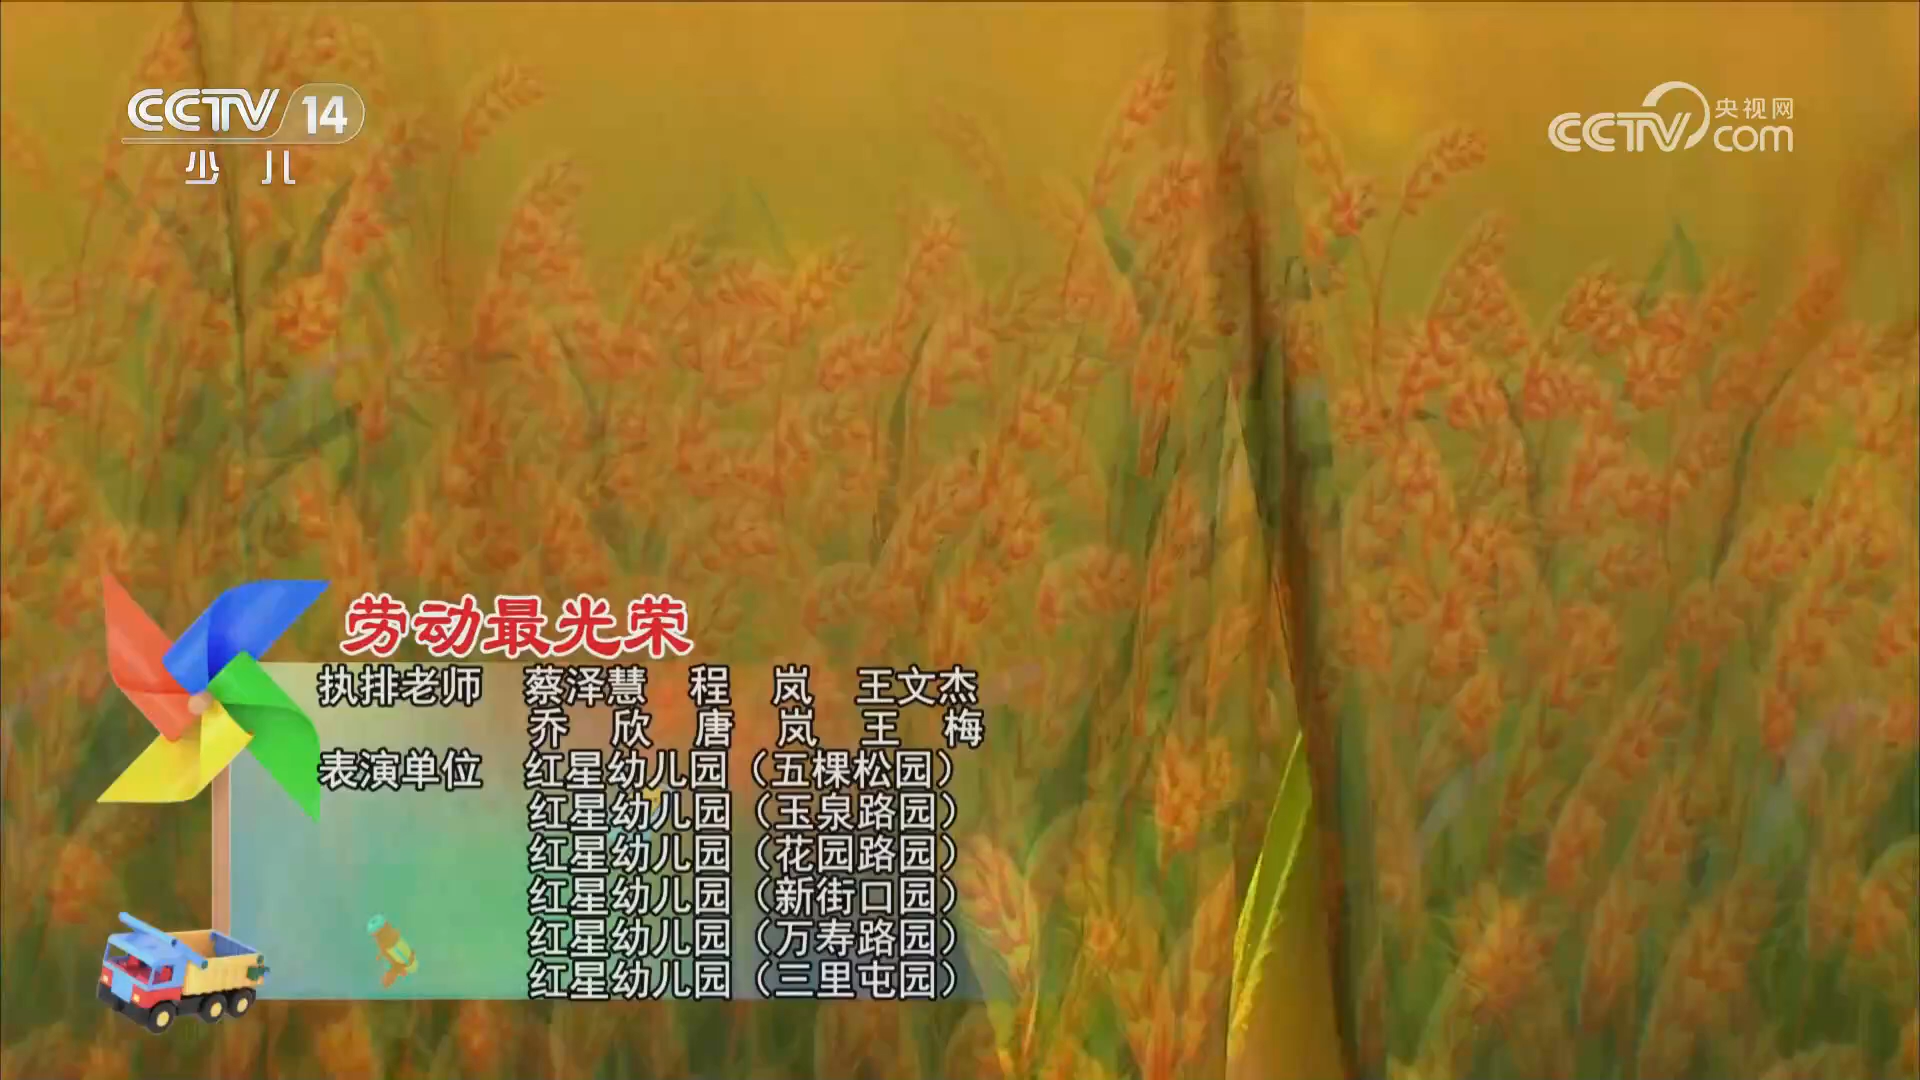 CCTV 14
少儿
央视网
CCTV com
劳动最光荣
执排老师 蔡泽慧 程岚 王文杰
乔欣 唐岚 王梅
表演单位 红星幼儿园（五棵松园）
红星幼儿园（玉泉路园）
红星幼儿园（花园路园）
红星幼儿园（新街口园）
红星幼儿园（万寿路园）
红星幼儿园（三里屯园）